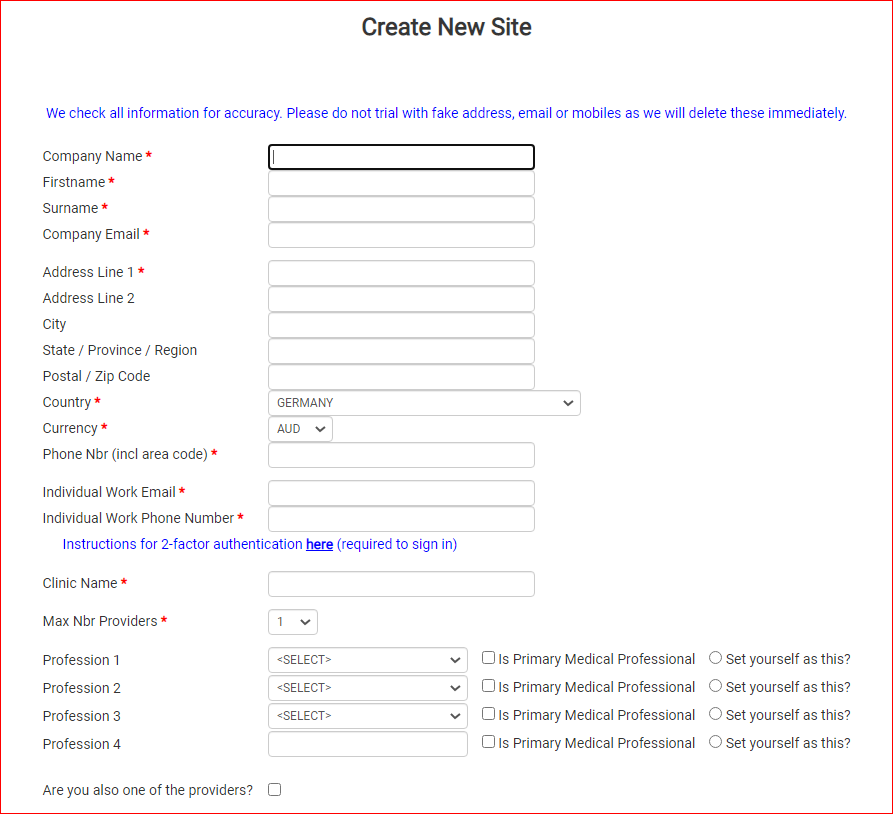 Create New Site
We check all information for accuracy. Please do not trial with fake address, email or mobiles as we will delete these immediately.
Company Name *
Firstname *
Surname *
Company Email *
Address Line 1 *
Address Line 2
City
State / Province / Region
Postal / Zip Code
Country * GERMANY
Currency * AUD
Phone Nbr (incl area code) *
Individual Work Email *
Individual Work Phone Number *
Instructions for 2-factor authentication here (required to sign in)
Clinic Name *
Max Nbr Providers * 1
Profession 1 <SELECT> Is Primary Medical Professional Set yourself as this?
Profession 2 <SELECT> Is Primary Medical Professional Set yourself as this?
Profession 3 <SELECT> Is Primary Medical Professional Set yourself as this?
Profession 4 Is Primary Medical Professional Set yourself as this?
Are you also one of the providers?